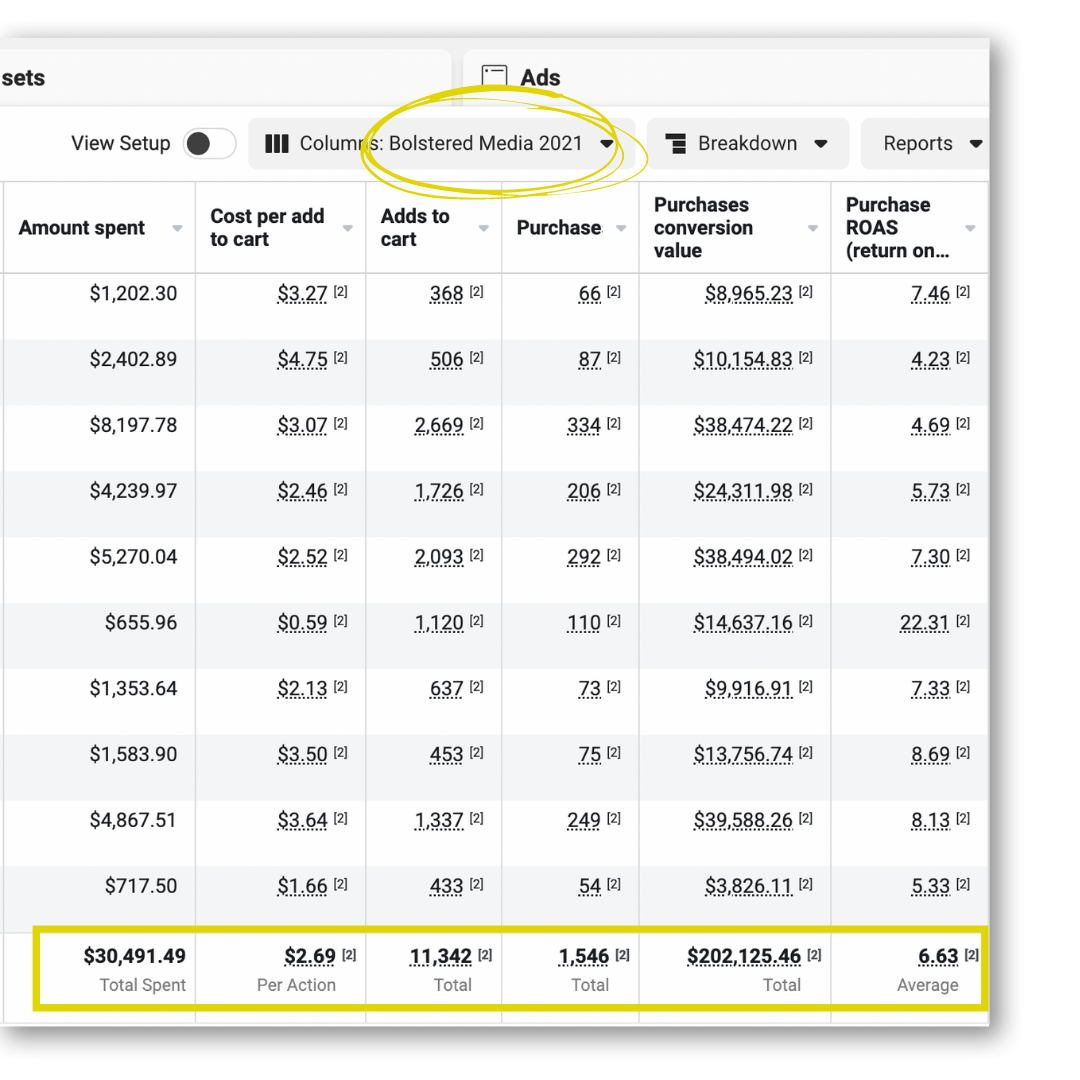 sets
Ads
View Setup Columns: Bolstered Media 2021 Breakdown Reports
Amount spent Cost per add to cart Adds to cart Purchase Purchases conversion value Purchase ROAS (return on...
$1,202.30 $3.27 [2] 368 [2] 66 [2] $8,965.23 [2] 7.46 [2]
$2,402.89 $4.75 [2] 506 [2] 87 [2] $10,154.83 [2] 4.23 [2]
$8,197.78 $3.07 [2] 2,669 [2] 334 [2] $38,474.22 [2] 4.69 [2]
$4,239.97 $2.46 [2] 1,726 [2] 206 [2] $24,311.98 [2] 5.73 [2]
$5,270.04 $2.52 [2] 2,093 [2] 292 [2] $38,494.02 [2] 7.30 [2]
$655.96 $0.59 [2] 1,120 [2] 110 [2] $14,637.16 [2] 22.31 [2]
$1,353.64 $2.13 [2] 637 [2] 73 [2] $9,916.91 [2] 7.33 [2]
$1,583.90 $3.50 [2] 453 [2] 75 [2] $13,756.74 [2] 8.69 [2]
$4,867.51 $3.64 [2] 1,337 [2] 249 [2] $39,588.26 [2] 8.13 [2]
$717.50 $1.66 [2] 433 [2] 54 [2] $3,826.11 [2] 5.33 [2]
$30,491.49 $2.69 [2] 11,342 [2] 1,546 [2] $202,125.46 [2] 6.63 [2]
Total Spent Per Action Total Total Total Average